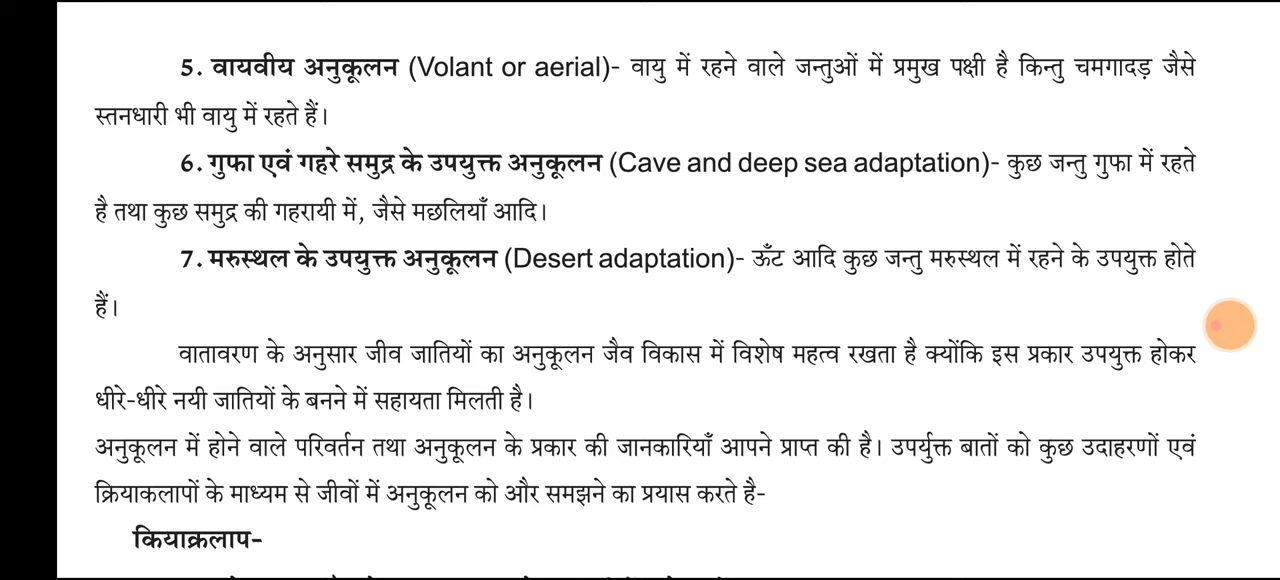 5. वायवीय अनुकूलन (Volant or aerial)- वायु में रहने वाले जन्तुओं में प्रमुख पक्षी है किन्तु चमगादड़ जैसे
स्तनधारी भी वायु में रहते हैं।
6. गुफा एवं गहरे समुद्र के उपयुक्त अनुकूलन (Cave and deep sea adaptation)- कुछ जन्तु गुफा में रहते
है तथा कुछ समुद्र की गहरायी में, जैसे मछलियाँ आदि।
7. मरुस्थल के उपयुक्त अनुकूलन (Desert adaptation)- ऊँट आदि कुछ जन्तु मरुस्थल में रहने के उपयुक्त होते
हैं।
वातावरण के अनुसार जीव जातियों का अनुकूलन जैव विकास में विशेष महत्व रखता है क्योंकि इस प्रकार उपयुक्त होकर
धीरे-धीरे नयी जातियों के बनने में सहायता मिलती है।
अनुकूलन में होने वाले परिवर्तन तथा अनुकूलन के प्रकार की जानकारियाँ आपने प्राप्त की है। उपर्युक्त बातों को कुछ उदाहरणों एवं
क्रियाकलापों के माध्यम से जीवों में अनुकूलन को और समझने का प्रयास करते है-
कियाक्रलाप-